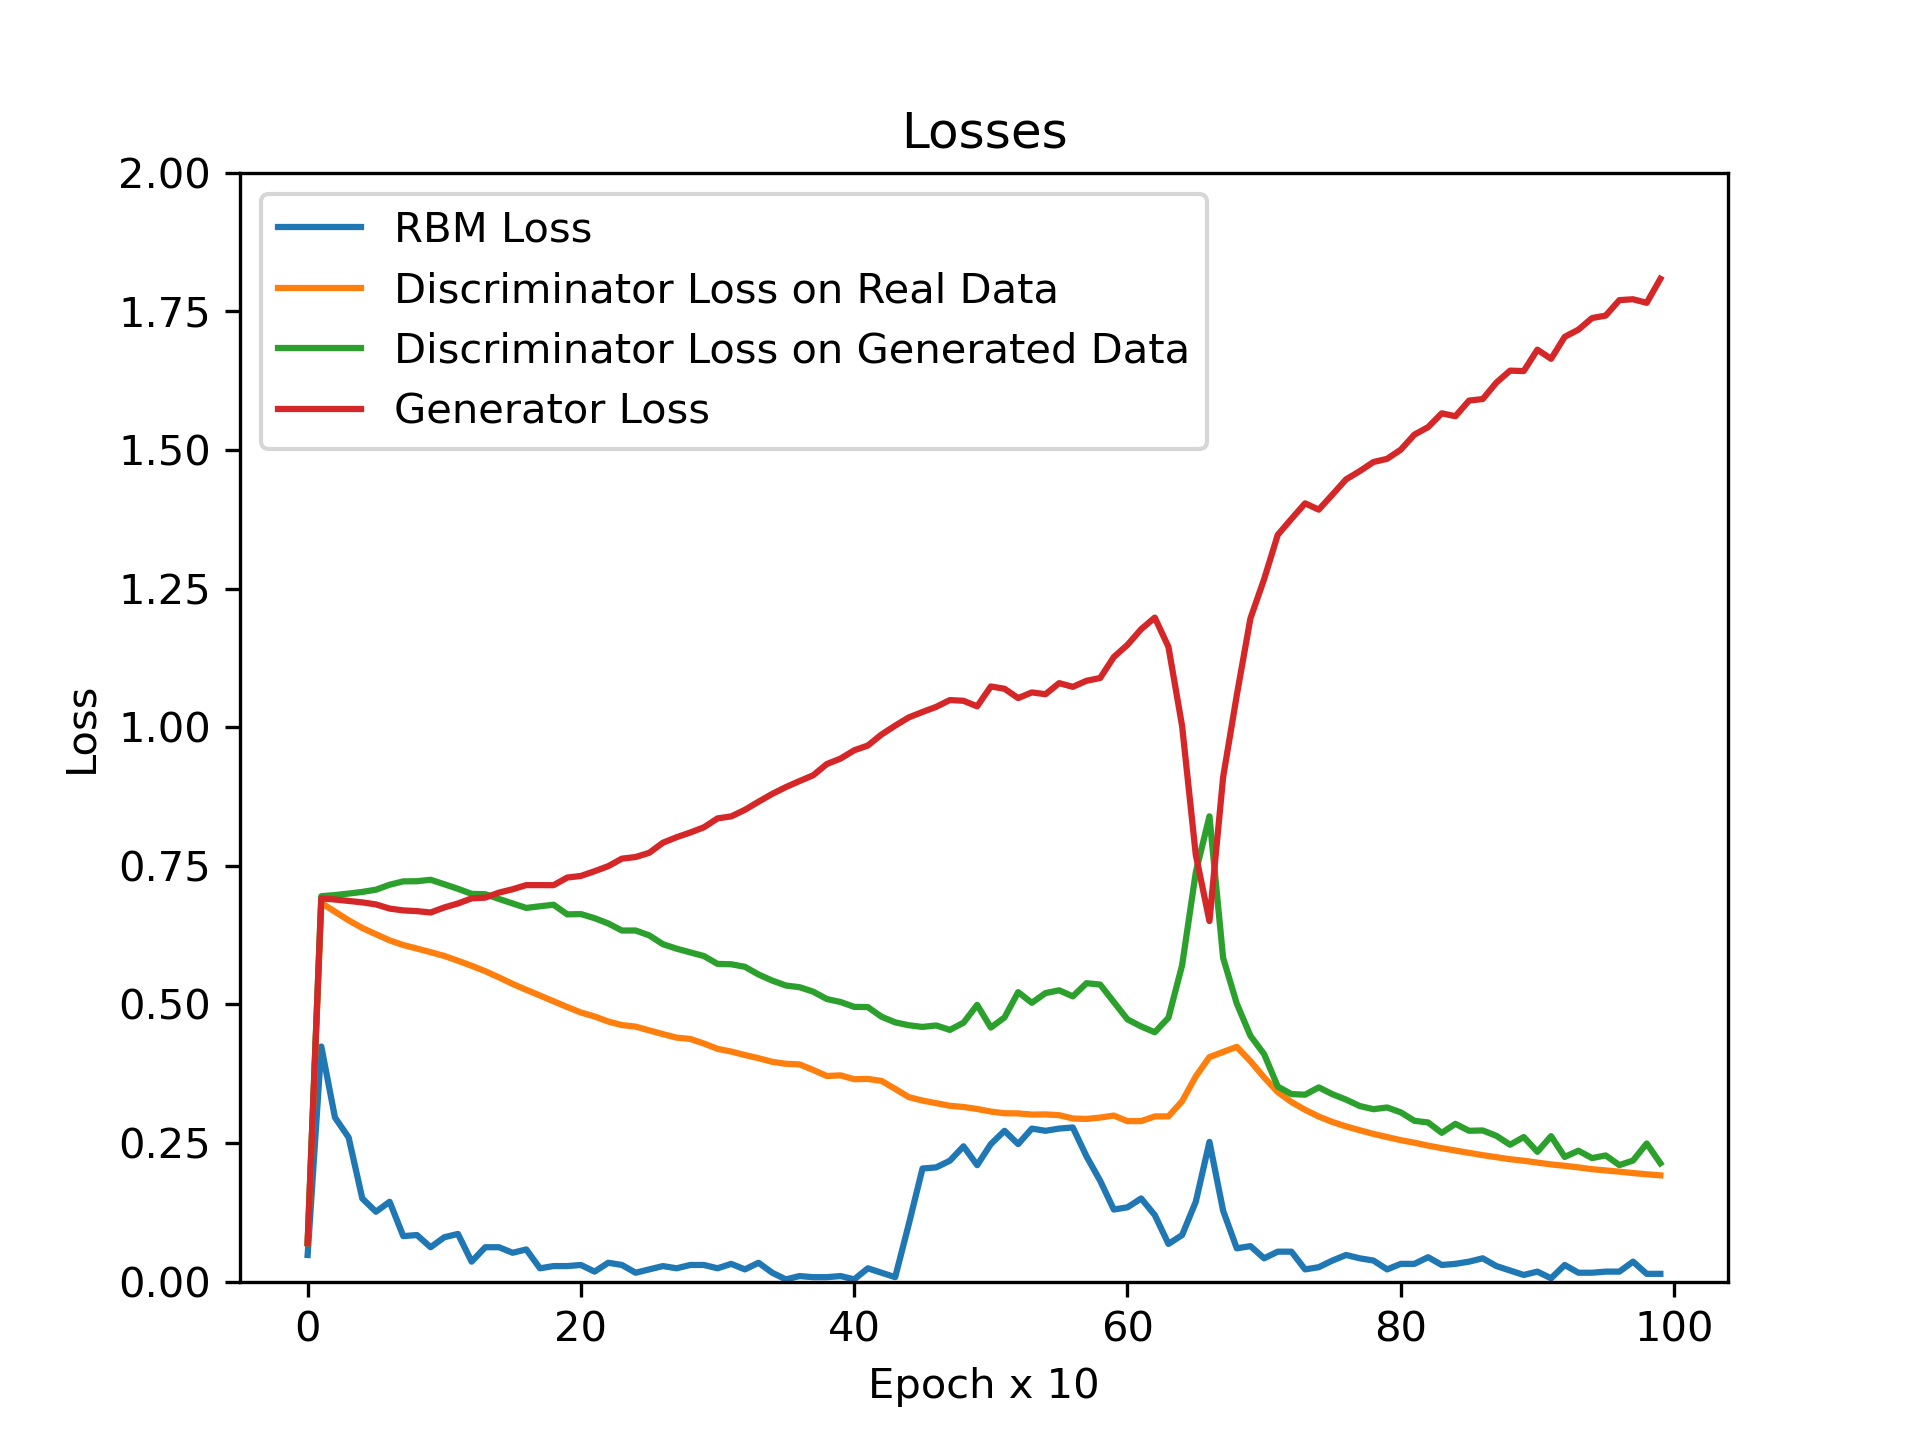 Losses
2.00
1.75
1.50
1.25
1.00
0.75
0.50
0.25
0.00
Loss
RBM Loss
Discriminator Loss on Real Data
Discriminator Loss on Generated Data
Generator Loss
0 20 40 60 80 100
Epoch x 10